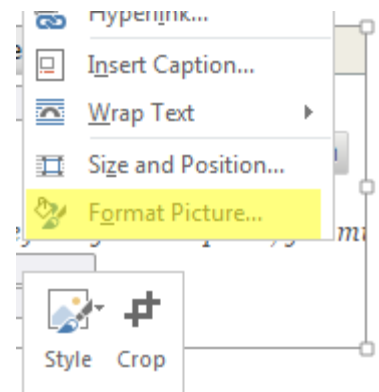 Hyperlink...
Insert Caption...
Wrap Text
Size and Position...
Format Picture...
Style Crop